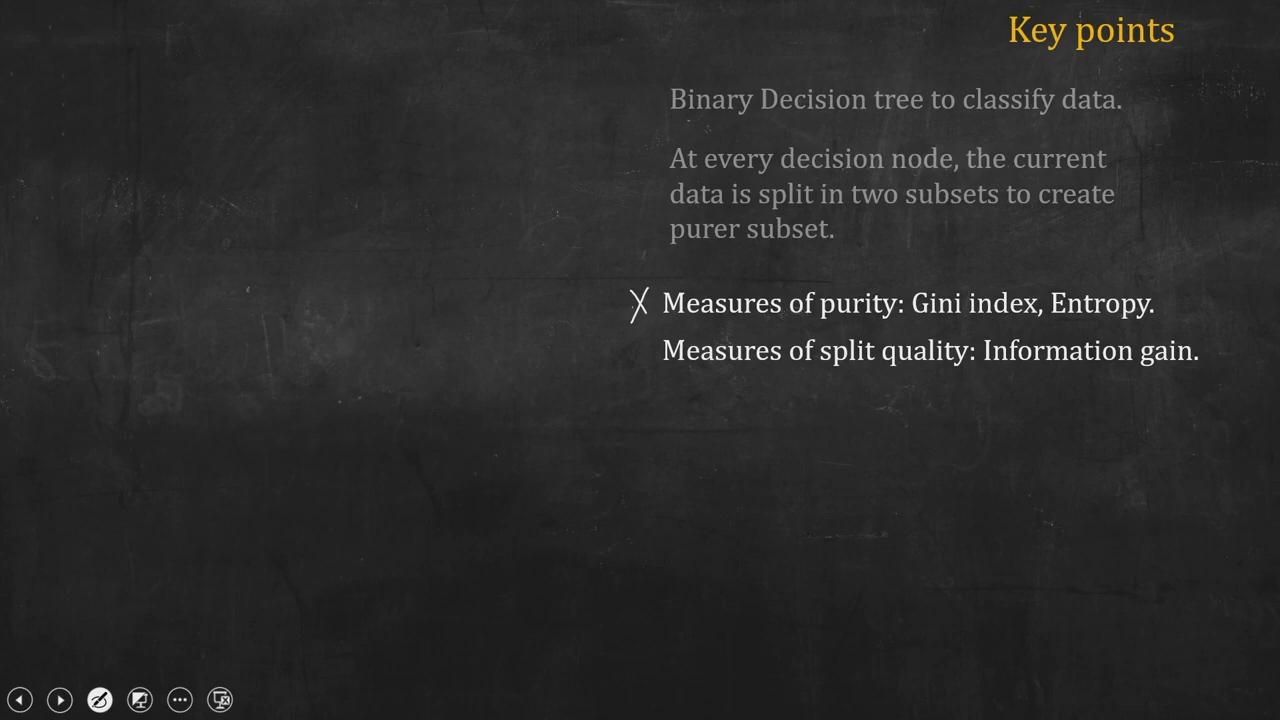 Key points
Binary Decision tree to classify data.
At every decision node, the current
data is split in two subsets to create
purer subset.
X Measures of purity: Gini index, Entropy.
Measures of split quality: Information gain.